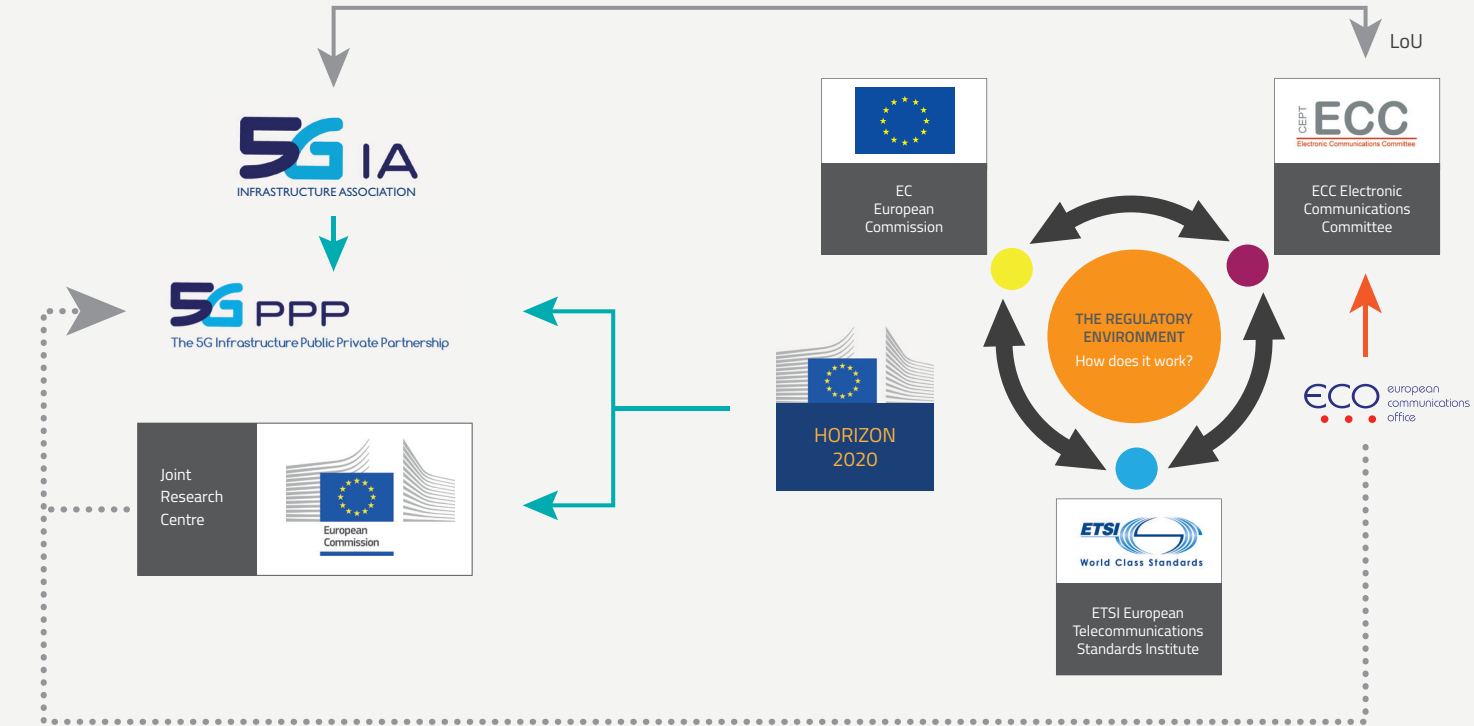 LoU
5G IA
INFRASTRUCTURE ASSOCIATION
5G PPP
The 5G Infrastructure Public Private Partnership
Joint
Research
Centre
European
Commission
HORIZON
2020
EC
European
Commission
CEPT
ECC
Electronic Communications Committee
ECC Electronic
Communications
Committee
THE REGULATORY
ENVIRONMENT
How does it work?
ECO
european
communications
office
ETSI
World Class Standards
ETSI European
Telecommunications
Standards Institute